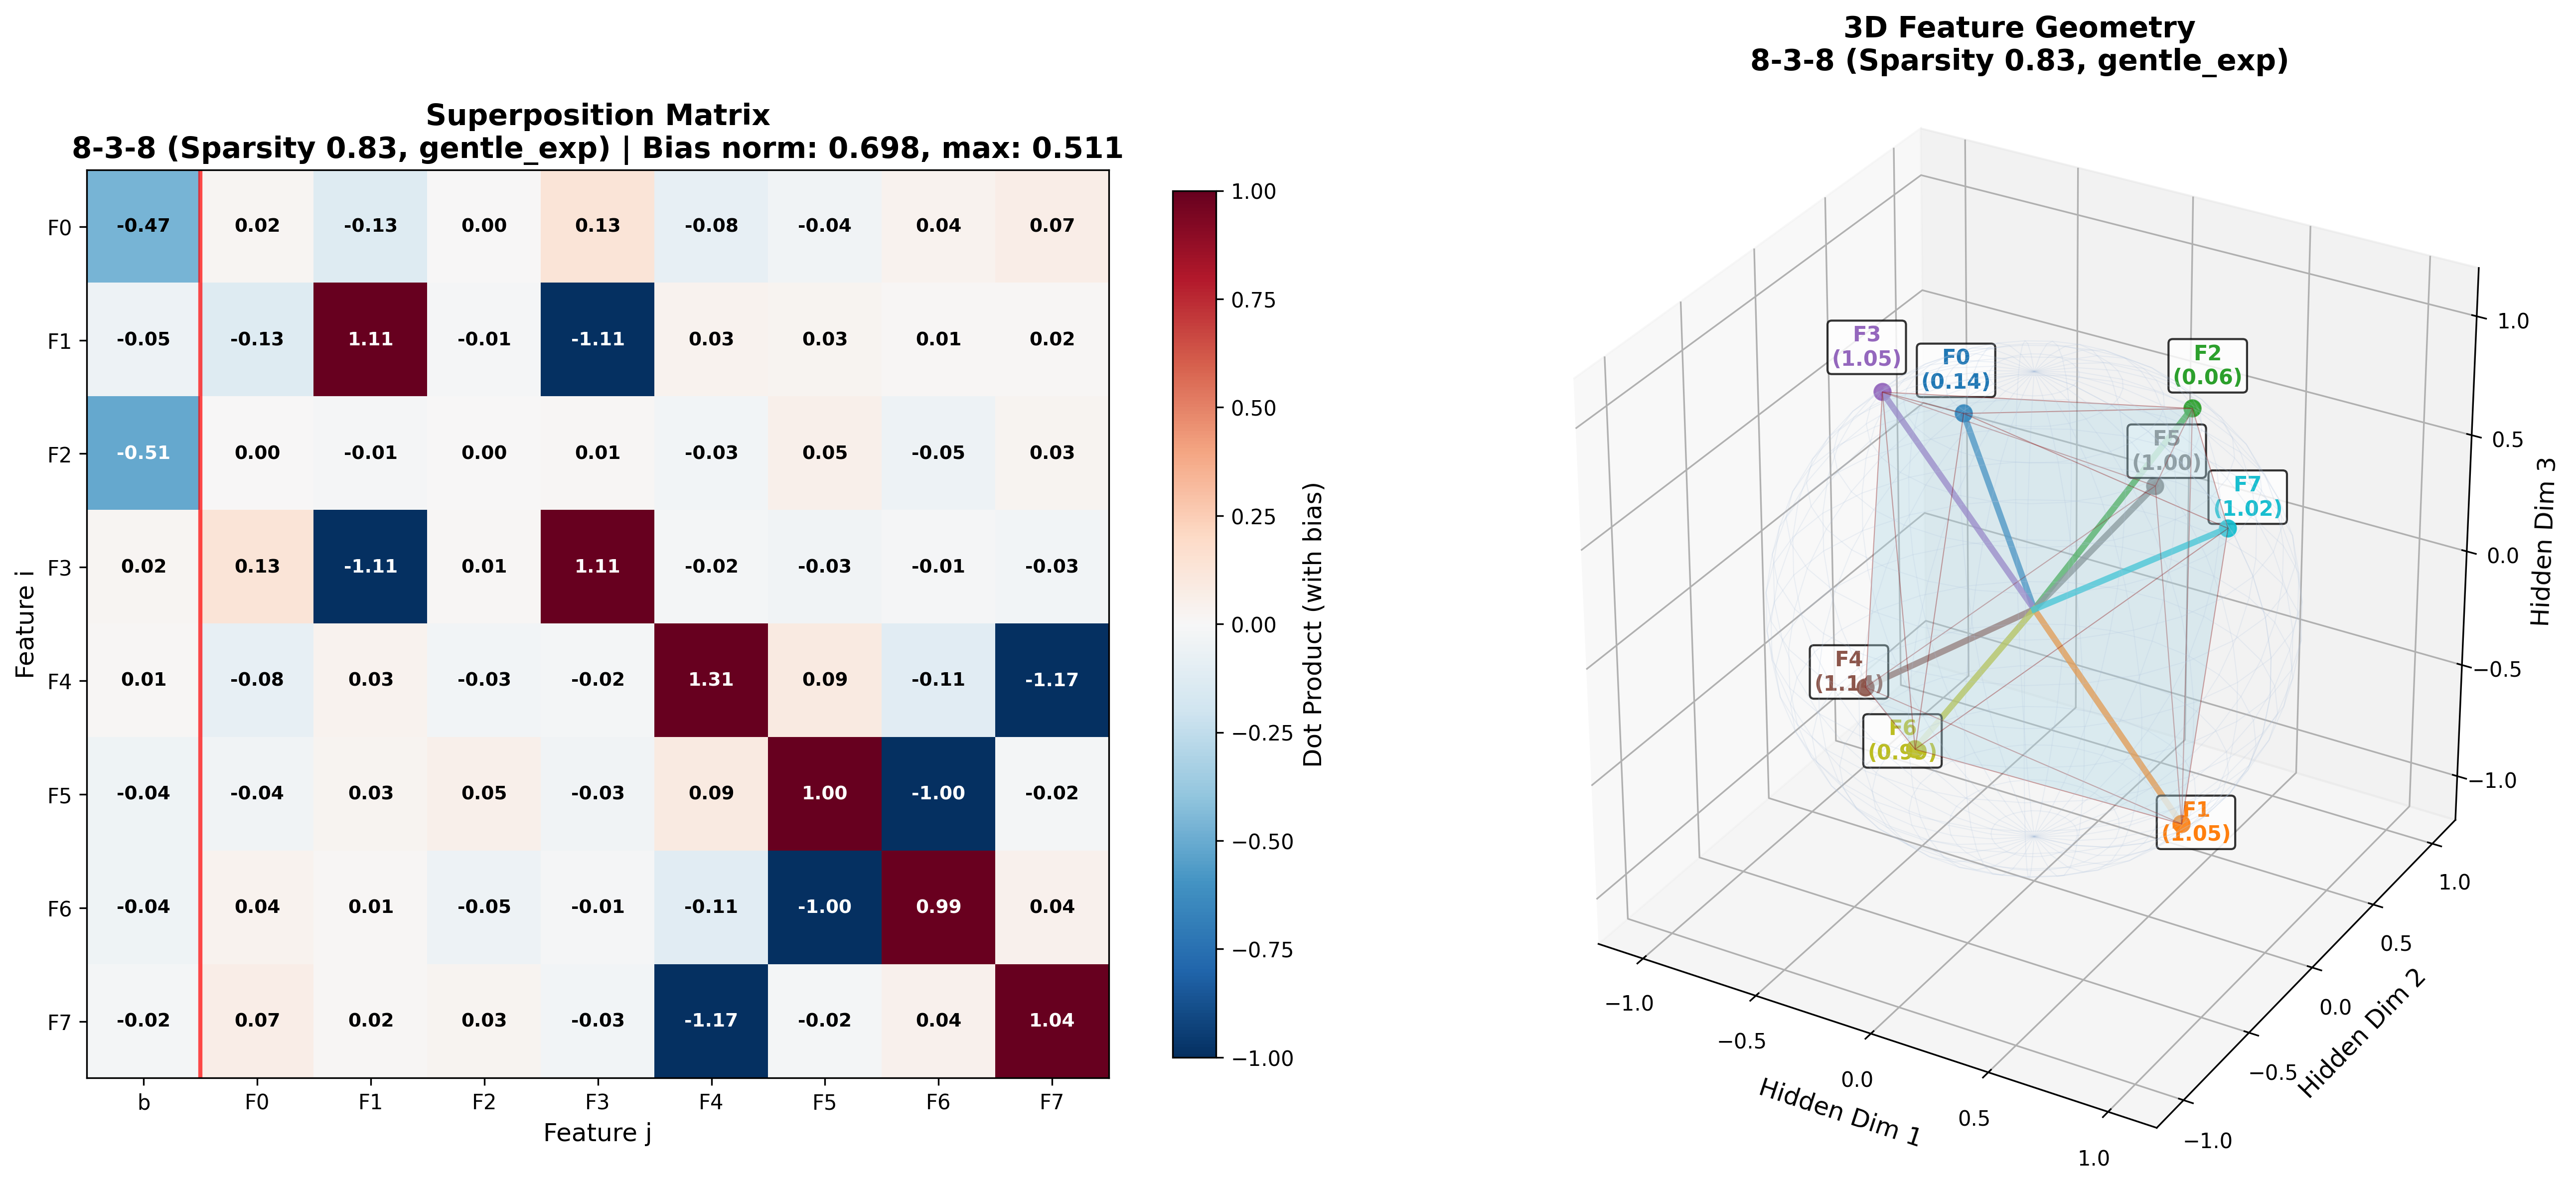 Superposition Matrix
8-3-8 (Sparsity 0.83, gentle_exp) | Bias norm: 0.698, max: 0.511
F0 -0.47 0.02 -0.13 0.00 0.13 -0.08 -0.04 0.04 0.07
F1 -0.05 -0.13 1.11 -0.01 -1.11 0.03 0.03 0.01 0.02
F2 -0.51 0.00 -0.01 0.00 0.01 -0.03 0.05 -0.05 0.03
F3 0.02 0.13 -1.11 0.01 1.11 -0.02 -0.03 -0.01 -0.03
F4 0.01 -0.08 0.03 -0.03 -0.02 1.31 0.09 -0.11 -1.17
F5 -0.04 -0.04 0.03 0.05 -0.03 0.09 1.00 -1.00 -0.02
F6 -0.04 0.04 0.01 -0.05 -0.01 -0.11 -1.00 0.99 0.04
F7 -0.02 0.07 0.02 0.03 -0.03 -1.17 -0.02 0.04 1.04
b F0 F1 F2 F3 F4 F5 F6 F7
Feature j
Feature i
1.00
0.75
0.50
0.25
0.00
−0.25
−0.50
−0.75
−1.00
Dot Product (with bias)
3D Feature Geometry
8-3-8 (Sparsity 0.83, gentle_exp)
F3
(1.05)
F0
(0.14)
F2
(0.06)
F5
(1.00)
F7
(1.02)
F4
(1.14)
F6
F1
(1.05)
1.0
0.5
0.0
−0.5
−1.0
Hidden Dim 3
1.0
0.5
0.0
−0.5
−1.0
Hidden Dim 2
−1.0
−0.5
0.0
0.5
1.0
Hidden Dim 1